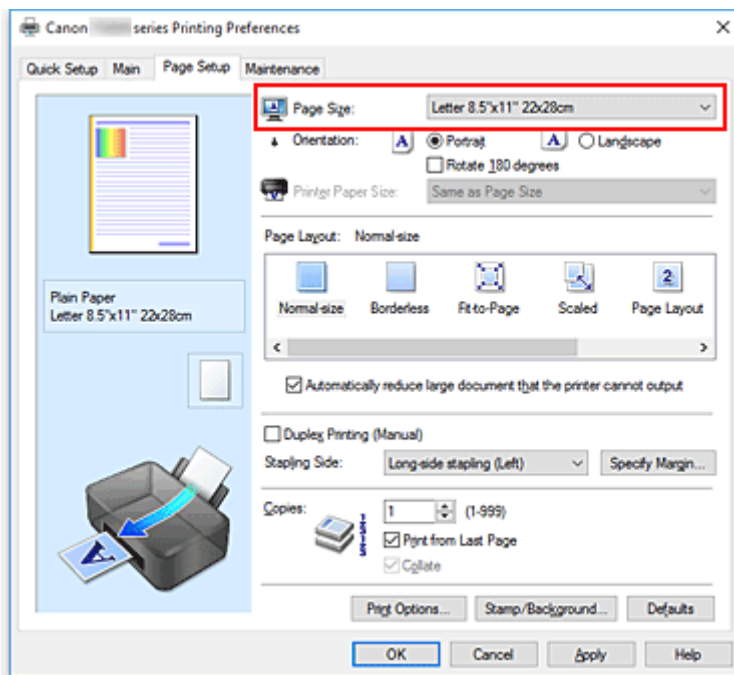 Canon series Printing Preferences
Quick Setup Main Page Setup Maintenance
Page Size: Letter 8.5"x11" 22x28cm
Orientation: A Portrait A Landscape
Rotate 180 degrees
Printer Paper Size: Same as Page Size
Page Layout: Normal-size
2
Normal-size Borderless Fit-to-Page Scaled Page Layout
Plain Paper
Letter 8.5"x11" 22x28cm
Automatically reduce large document that the printer cannot output
Duplex Printing (Manual)
Stapling Side: Long-side stapling (Left) Specify Margin...
Copies: 1 (1-999)
Print from Last Page
Collate
A
Print Options... Stamp/Background... Defaults
OK Cancel Apply Help